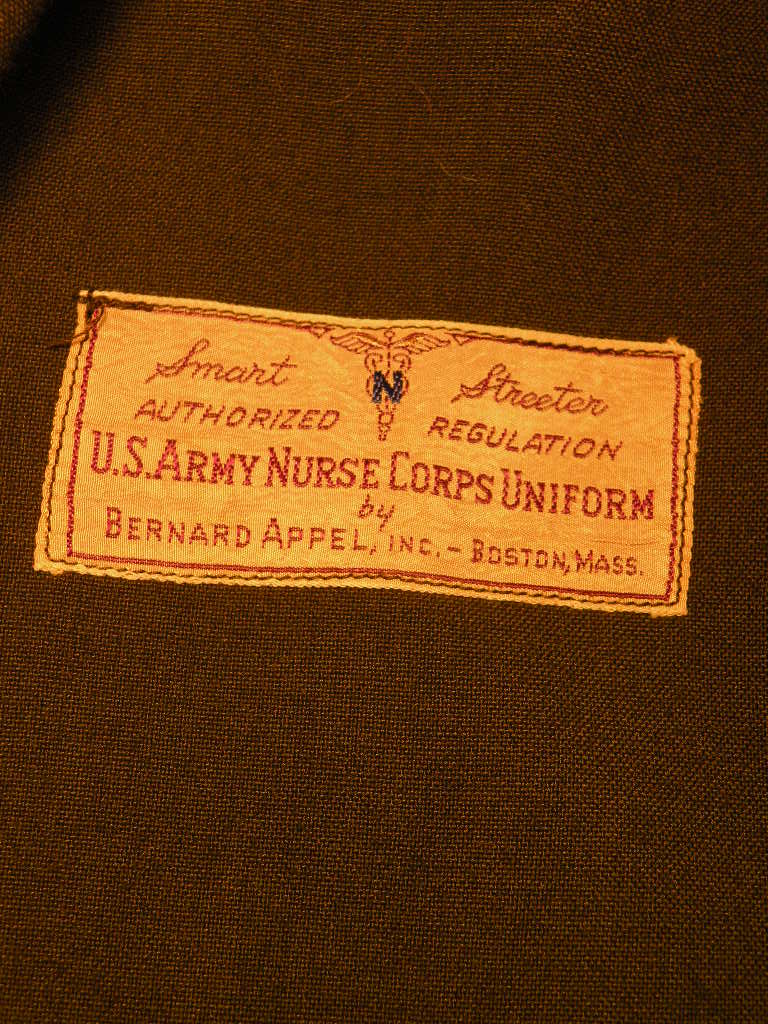 Smart N Streeter
AUTHORIZED REGULATION
U.S. ARMY NURSE CORPS UNIFORM
by
BERNARD APPEL, INC. - BOSTON, MASS.